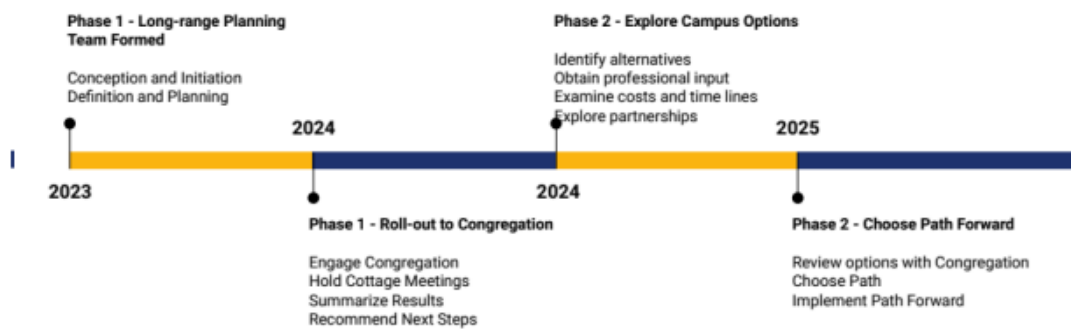 Phase 1 - Long-range Planning
Team Formed
Conception and Initiation
Definition and Planning
2023
2024
Phase 1 - Roll-out to Congregation
Engage Congregation
Hold Cottage Meetings
Summarize Results
Recommend Next Steps
Phase 2 - Explore Campus Options
Identify alternatives
Obtain professional input
Examine costs and time lines
Explore partnerships
2024
2025
Phase 2 - Choose Path Forward
Review options with Congregation
Choose Path
Implement Path Forward